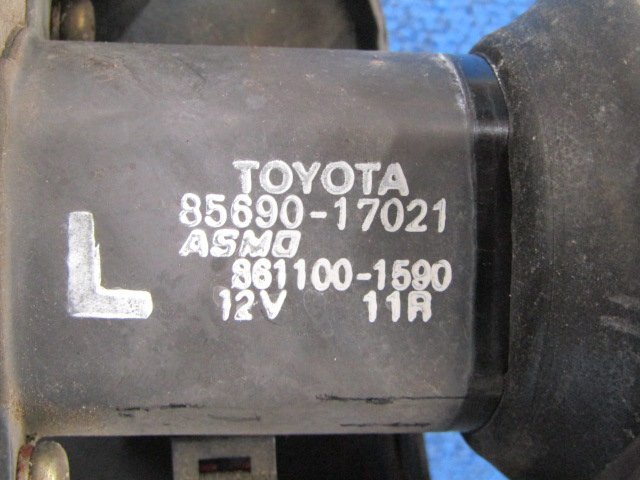 TOYOTA
85690-17021
ASMO
861100-1590
12V 11R
L